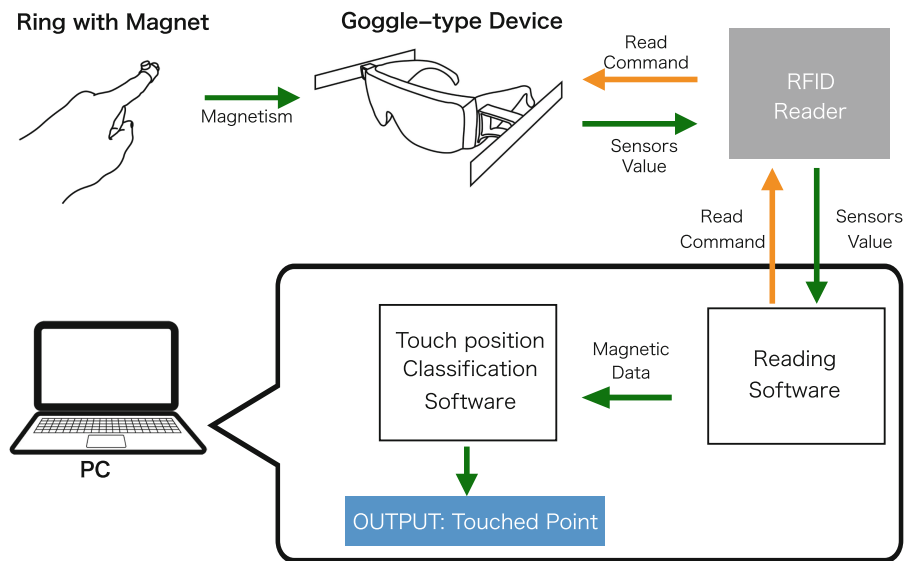 Ring with Magnet
Goggle-type Device
Magnetism
Read
Command
Sensors
Value
RFID
Reader
Read
Command
Sensors
Value
Touch position
Classification
Software
Magnetic
Data
Reading
Software
PC
OUTPUT: Touched Point